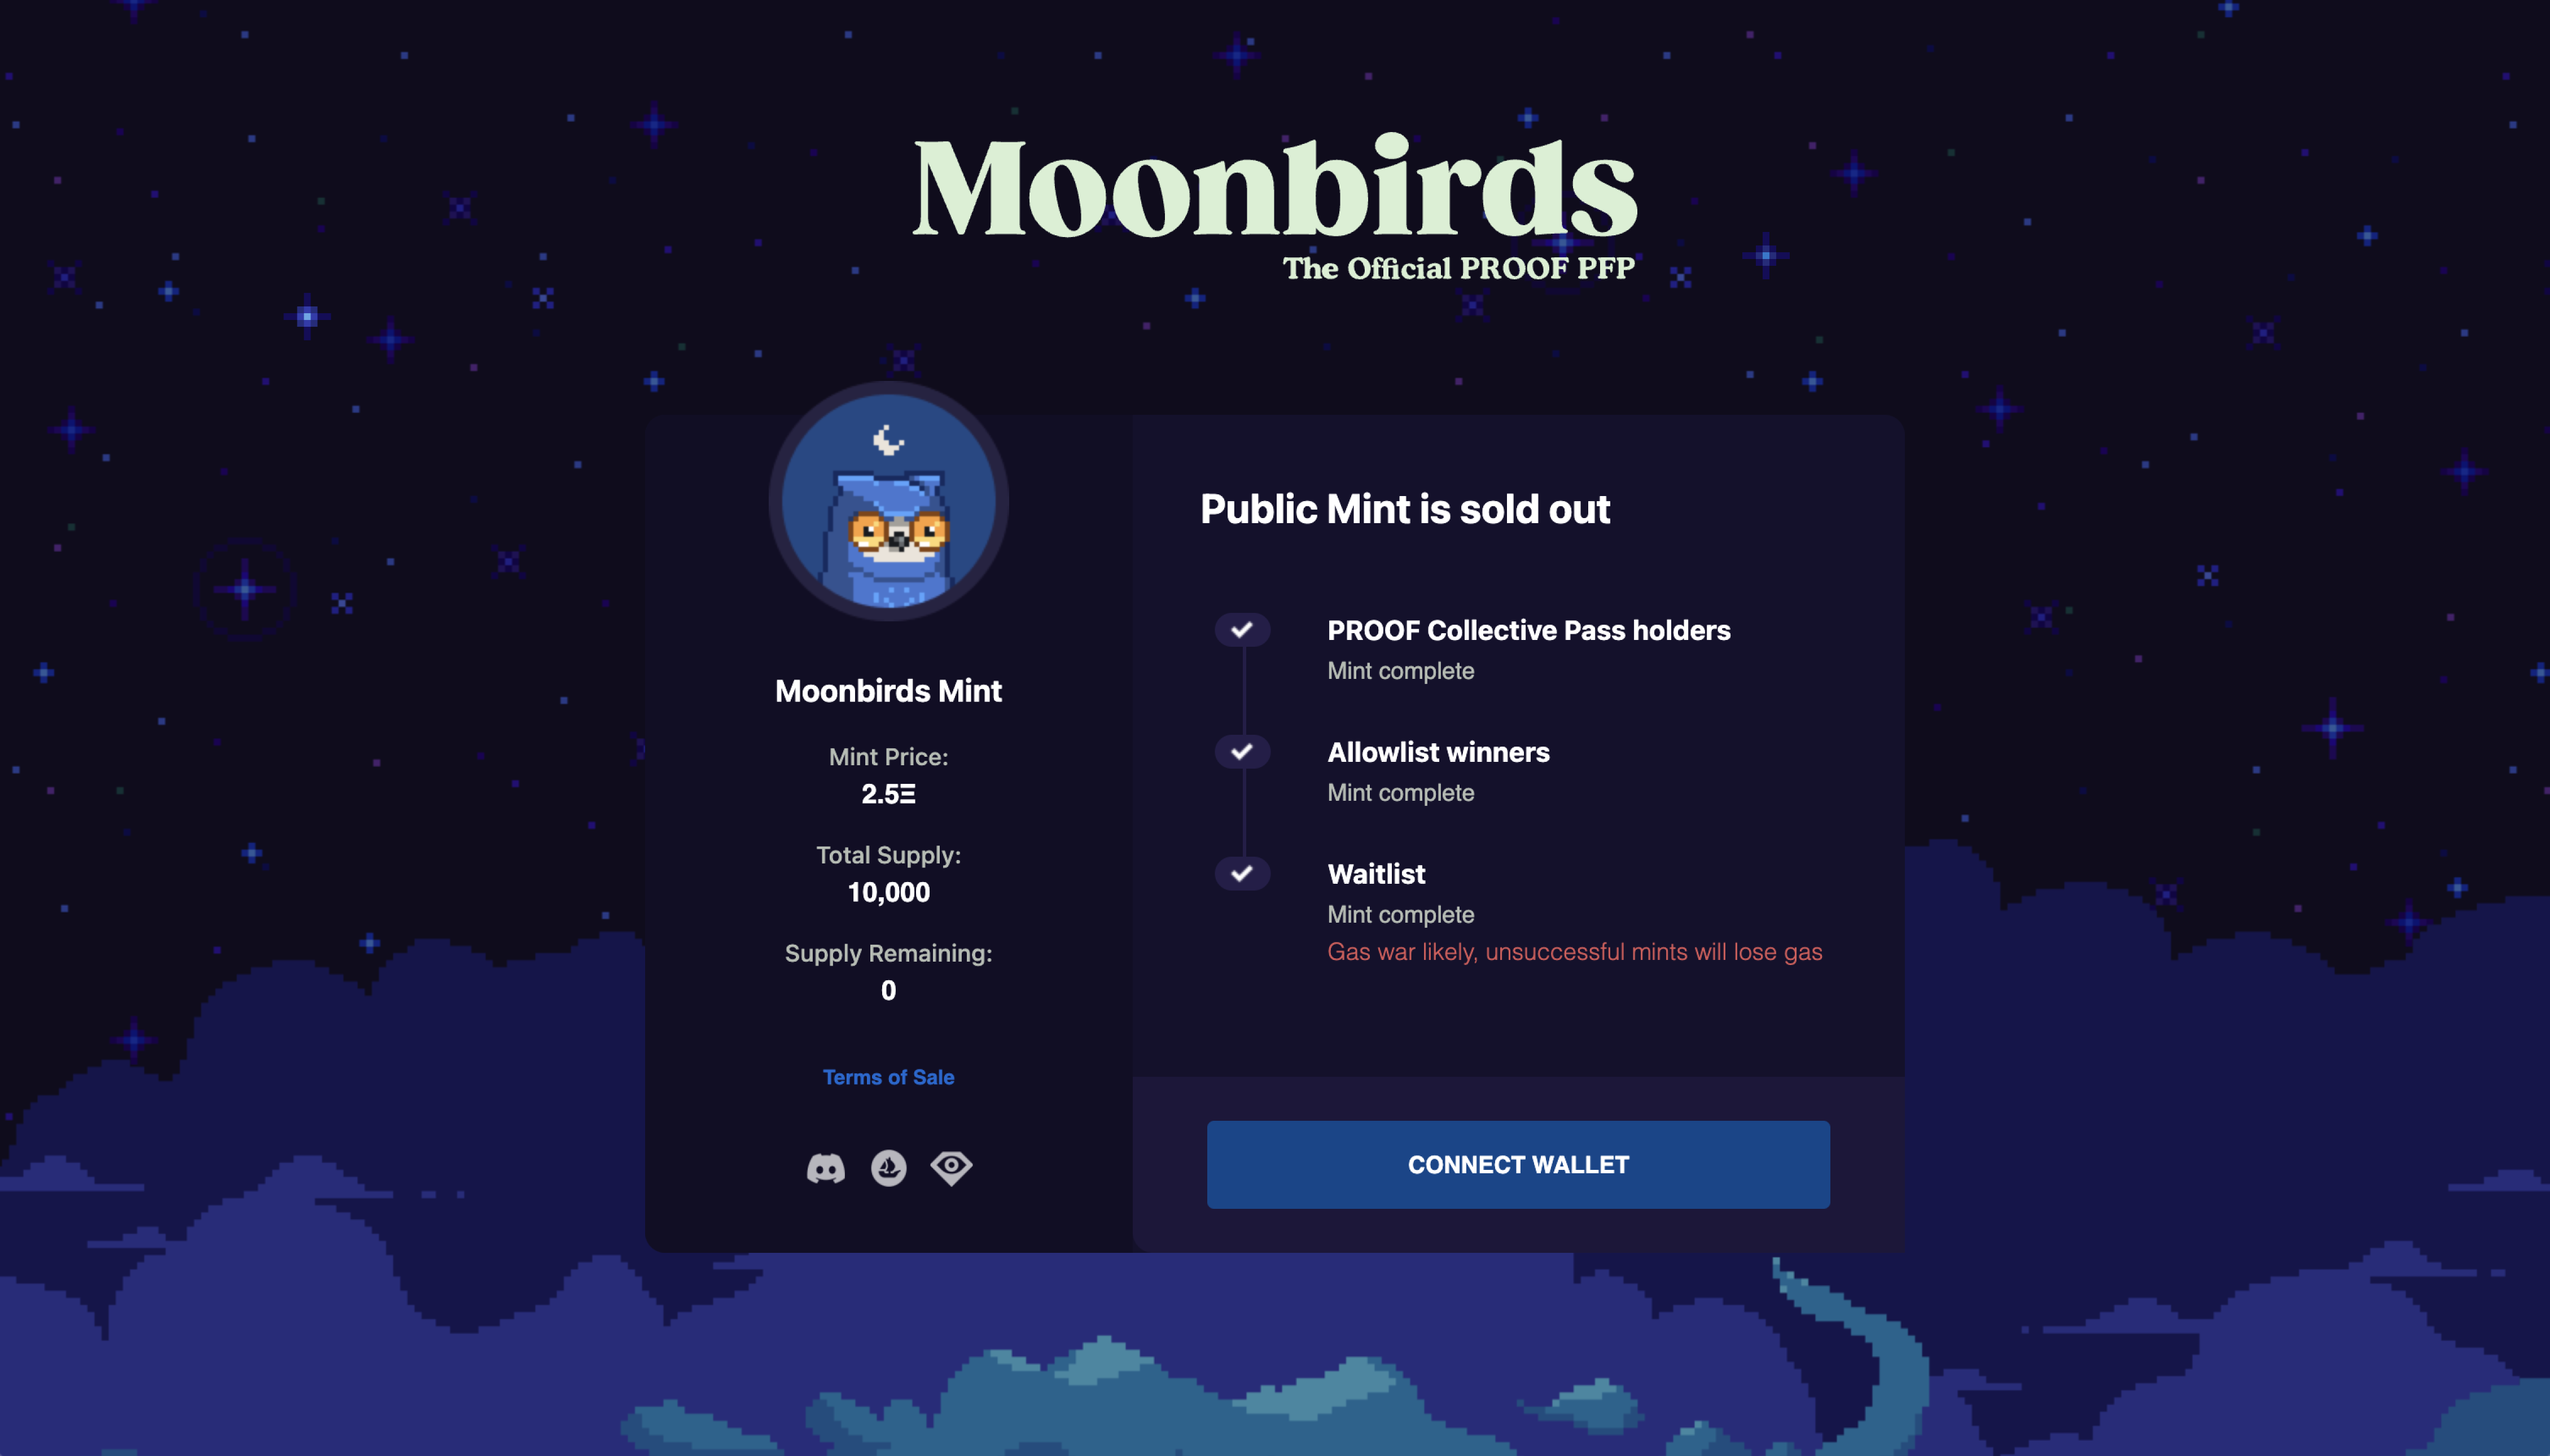 Moonbirds
The Official PROOF PFP
Moonbirds Mint
Mint Price:
2.5Ξ
Total Supply:
10,000
Supply Remaining:
0
Terms of Sale
Public Mint is sold out
PROOF Collective Pass holders
Mint complete
Allowlist winners
Mint complete
Waitlist
Mint complete
Gas war likely, unsuccessful mints will lose gas
CONNECT WALLET